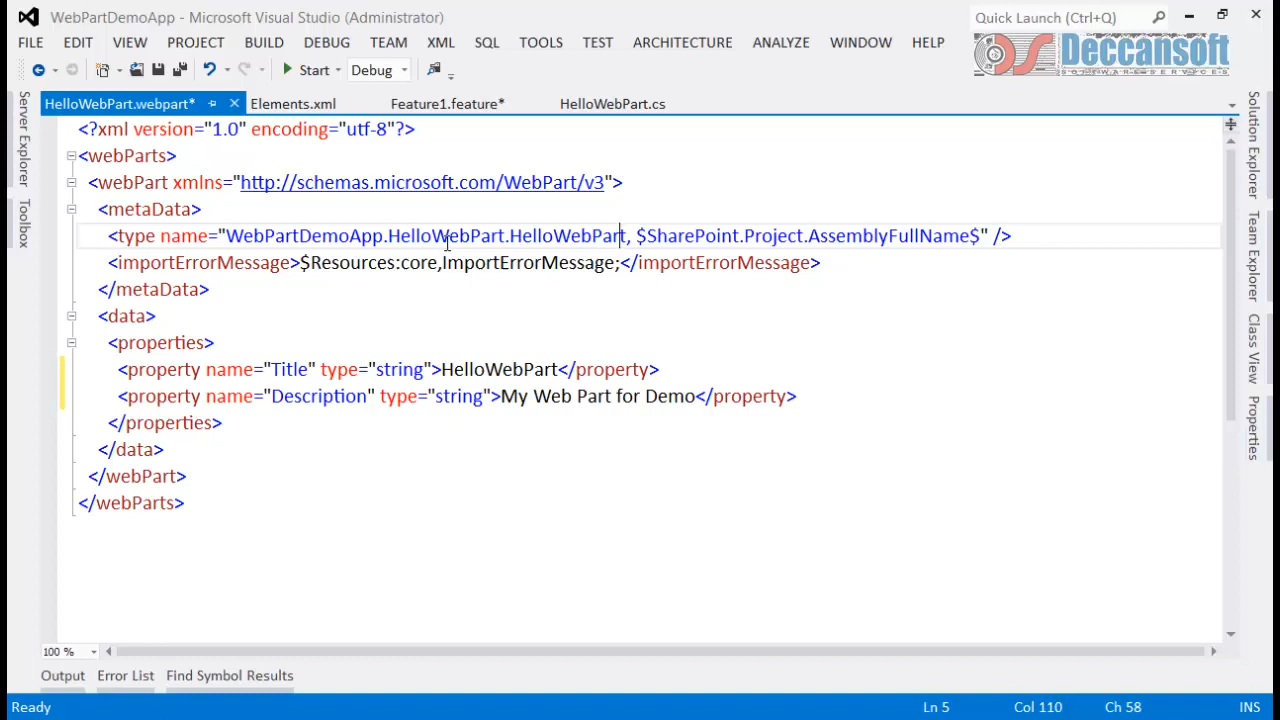 WebPartDemoApp - Microsoft Visual Studio (Administrator)
Quick Launch (Ctrl+Q)
FILE EDIT VIEW PROJECT BUILD DEBUG TEAM XML SQL TOOLS TEST ARCHITECTURE ANALYZE WINDOW HELP
Deccansoft
SOFTWARE SERVICES
Start Debug
HelloWebPart.webpart* Elements.xml Feature1.feature* HelloWebPart.cs
Server Explorer
Toolbox
<?xml version="1.0" encoding="utf-8"?>
<webParts>
<webPart xmlns="http://schemas.microsoft.com/WebPart/v3">
<metaData>
<type name="WebPartDemoApp.HelloWebPart.HelloWebPart, $SharePoint.Project.AssemblyFullName$" />
<importErrorMessage>$Resources:core,ImportErrorMessage;</importErrorMessage>
</metaData>
<data>
<properties>
<property name="Title" type="string">HelloWebPart</property>
<property name="Description" type="string">My Web Part for Demo</property>
</properties>
</data>
</webPart>
</webParts>
Solution Explorer
Team Explorer
Class View
Properties
100 %
Output Error List Find Symbol Results
Ready Ln 5 Col 110 Ch 58 INS